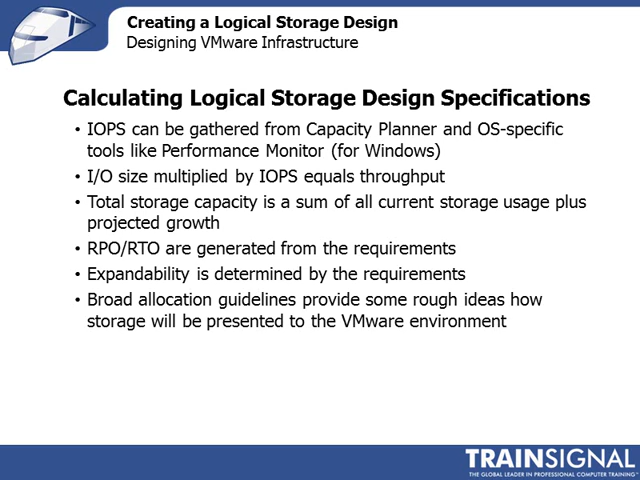 Creating a Logical Storage Design
Designing VMware Infrastructure
Calculating Logical Storage Design Specifications
• IOPS can be gathered from Capacity Planner and OS-specific
tools like Performance Monitor (for Windows)
• I/O size multiplied by IOPS equals throughput
• Total storage capacity is a sum of all current storage usage plus
projected growth
• RPO/RTO are generated from the requirements
• Expandability is determined by the requirements
• Broad allocation guidelines provide some rough ideas how
storage will be presented to the VMware environment
TRAINSIGNAL
THE GLOBAL LEADER IN PROFESSIONAL COMPUTER TRAINING